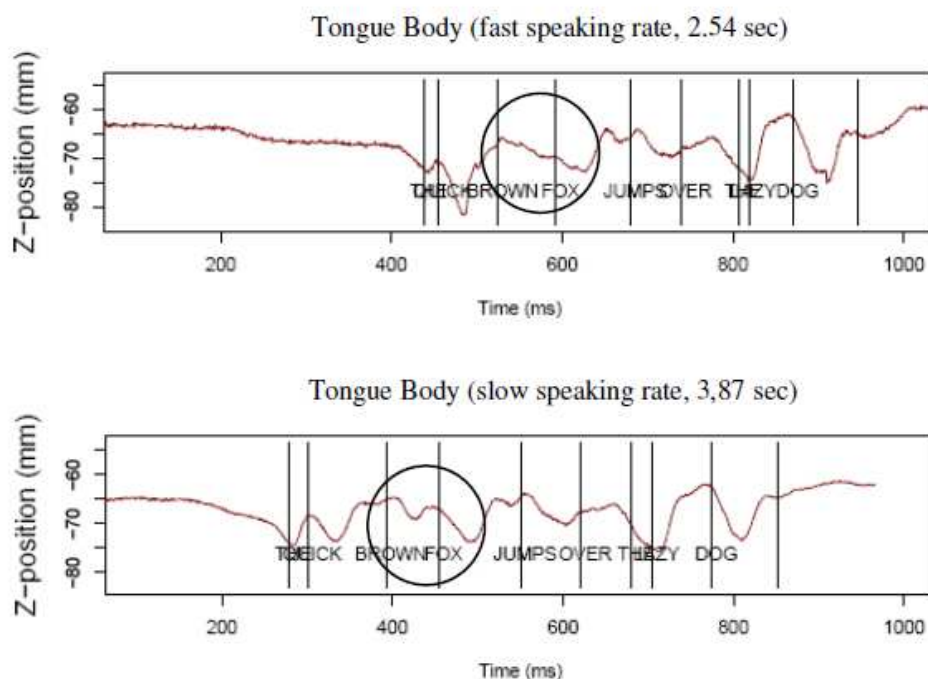 Tongue Body (fast speaking rate, 2.54 sec)
Z−position (mm)
−60
−70
−80
BROWN FOX JUMPS OVER DOG
200 400 600 800 1000
Time (ms)
Tongue Body (slow speaking rate, 3,87 sec)
Z−position (mm)
−60
−70
−80
BROWN FOX JUMPS OVER DOG
200 400 600 800 1000
Time (ms)